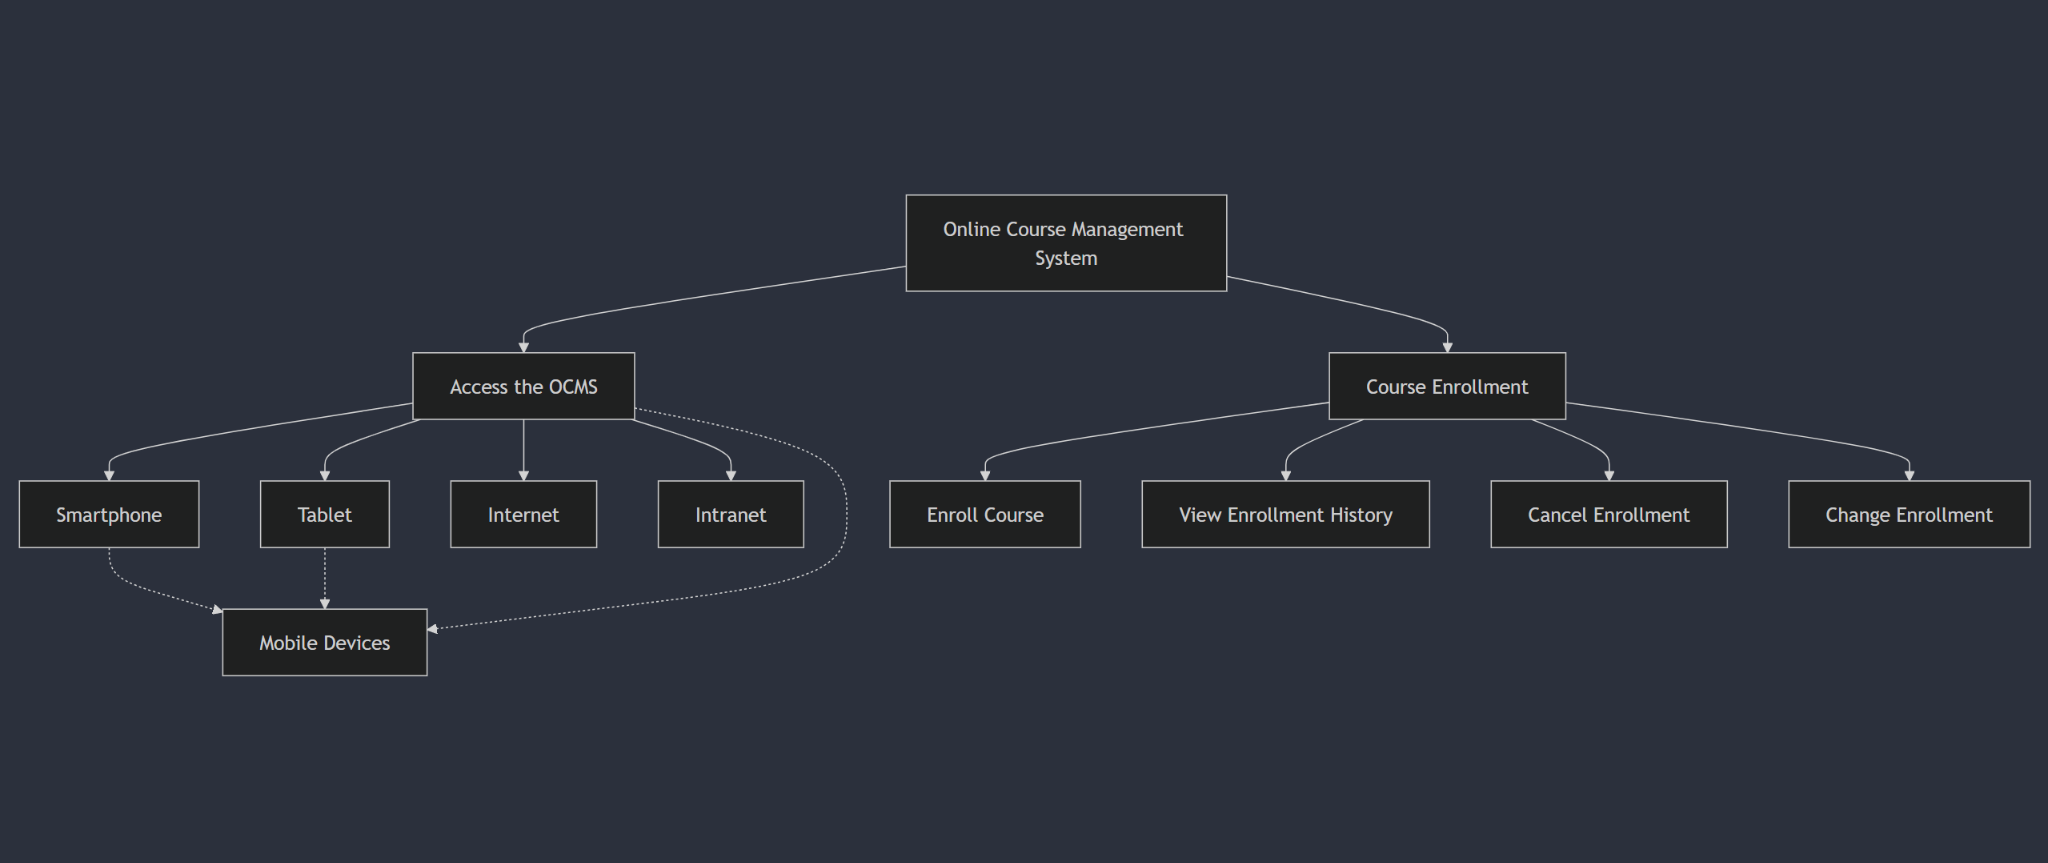 Online Course Management
System
Access the OCMS
Course Enrollment
Smartphone
Tablet
Internet
Intranet
Enroll Course
View Enrollment History
Cancel Enrollment
Change Enrollment
Mobile Devices